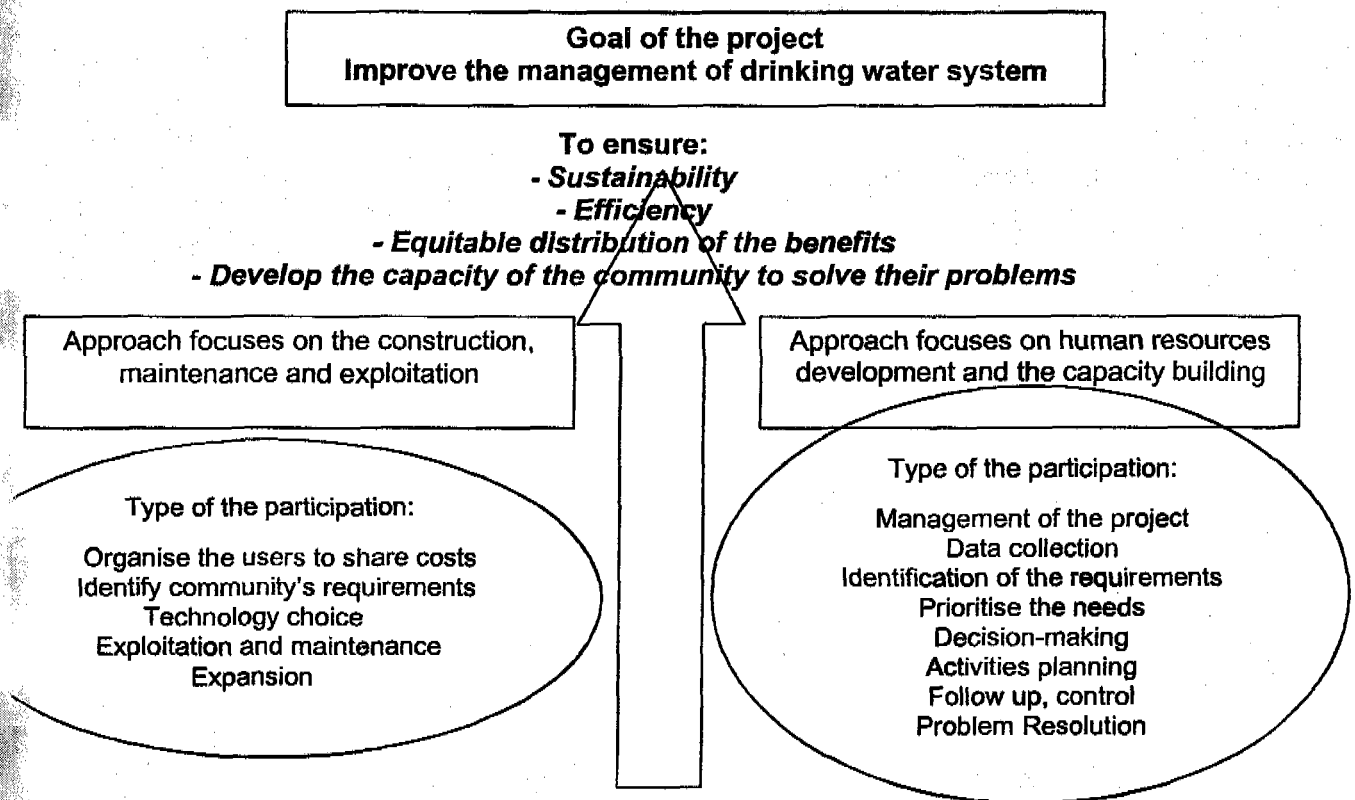 Goal of the project
Improve the management of drinking water system
To ensure:
- Sustainability
- Efficiency
- Equitable distribution of the benefits
- Develop the capacity of the community to solve their problems
Approach focuses on the construction,
maintenance and exploitation
Type of the participation:
Organise the users to share costs
Identify community's requirements
Technology choice
Exploitation and maintenance
Expansion
Approach focuses on human resources
development and the capacity building
Type of the participation:
Management of the project
Data collection
Identification of the requirements
Prioritise the needs
Decision-making
Activities planning
Follow up, control
Problem Resolution